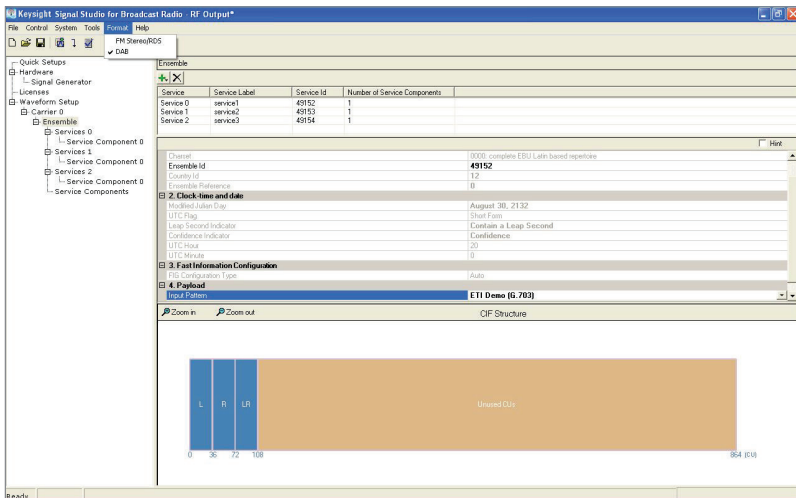 Keysight Signal Studio for Broadcast Radio - RF Output*
File Control System Tools Format Help
FM Stereo/RDS
DAB
Quick Setups
Hardware
Signal Generator
Licenses
Waveform Setup
Carrier 0
Ensemble
Services 0
Service Component 0
Services 1
Service Component 0
Services 2
Service Component 0
Service Components
Ensemble
Service Service Label Service Id Number of Service Components
Service 0 service1 49152 1
Service 1 service2 49153 1
Service 2 service3 49154 1
Hint
Charset 0000: complete EBU Latin based repertoire
Ensemble Id 49152
Country Id 12
Ensemble Reference 0
2. Clock-time and date
Modified Julian Day August 30, 2132
UTC Flag Short Form
Leap Second Indicator Contain a Leap Second
Confidence Indicator Confidence
UTC Hour 20
UTC Minute 0
3. Fast Information Configuration
FIG Configuration Type Auto
4. Payload
Input Pattern ETI Demo (G.703)
Zoom in Zoom out CIF Structure
L R LR Unused CUs
0 36 72 108 864 (CU)
Ready